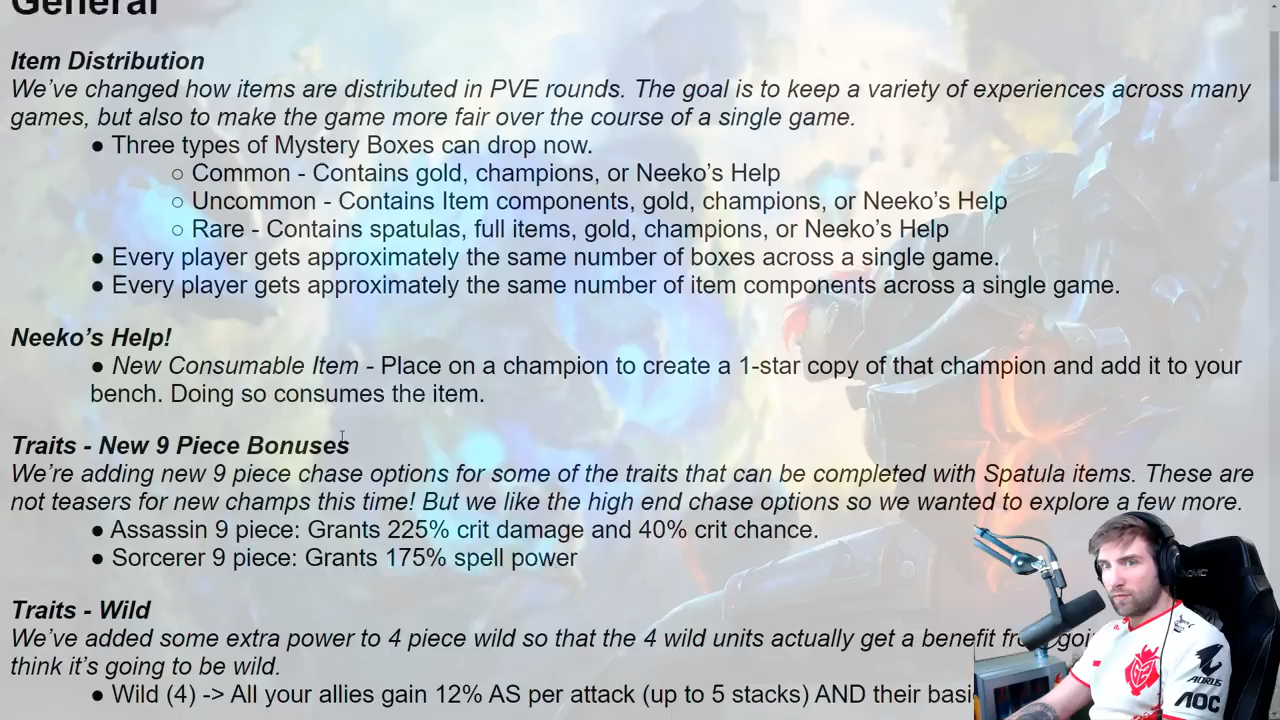 General
Item Distribution
We've changed how items are distributed in PVE rounds. The goal is to keep a variety of experiences across many
games, but also to make the game more fair over the course of a single game.
● Three types of Mystery Boxes can drop now.
○ Common - Contains gold, champions, or Neeko's Help
○ Uncommon - Contains Item components, gold, champions, or Neeko's Help
○ Rare - Contains spatulas, full items, gold, champions, or Neeko's Help
● Every player gets approximately the same number of boxes across a single game.
● Every player gets approximately the same number of item components across a single game.
Neeko's Help!
● New Consumable Item - Place on a champion to create a 1-star copy of that champion and add it to your
bench. Doing so consumes the item.
Traits - New 9 Piece Bonuses
We're adding new 9 piece chase options for some of the traits that can be completed with Spatula items. These are
not teasers for new champs this time! But we like the high end chase options so we wanted to explore a few more.
● Assassin 9 piece: Grants 225% crit damage and 40% crit chance.
● Sorcerer 9 piece: Grants 175% spell power
Traits - Wild
We've added some extra power to 4 piece wild so that the 4 wild units actually get a benefit
think it's going to be wild.
● Wild (4) -> All your allies gain 12% AS per attack (up to 5 stacks) AND their
AORUS
AOC